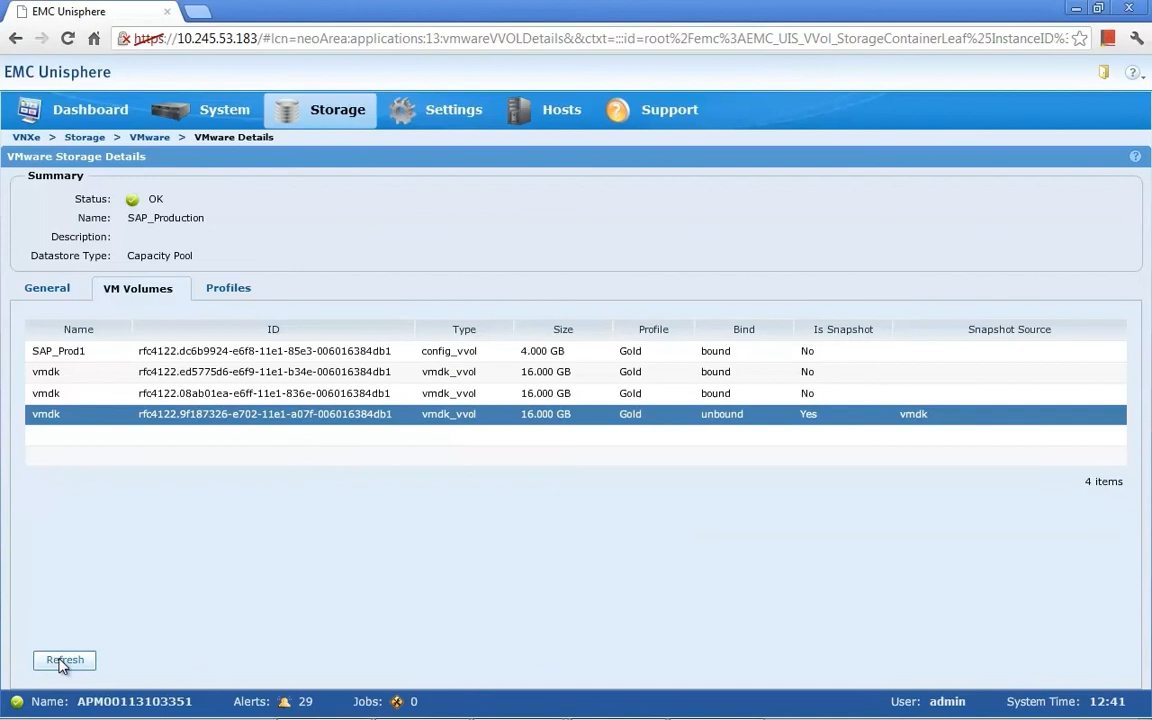 EMC Unisphere
https://10.245.53.183/#lcn=neoArea:applications:13:vmwareVVOLDetails&&ctxt=:::id=root%2Femc%3AEMC_UIS_VVol_StorageContainerLeaf%25InstanceID%3
EMC Unisphere
Dashboard System Storage Settings Hosts Support
VNXe > Storage > VMware > VMware Details
VMware Storage Details
Summary
Status: OK
Name: SAP_Production
Description:
Datastore Type: Capacity Pool
General VM Volumes Profiles
Name ID Type Size Profile Bind Is Snapshot Snapshot Source
SAP_Prod1 rfc4122.dc6b9924-e6f8-11e1-85e3-006016384db1 config_vvol 4.000 GB Gold bound No
vmdk rfc4122.ed5775d6-e6f9-11e1-b34e-006016384db1 vmdk_vvol 16.000 GB Gold bound No
vmdk rfc4122.08ab01ea-e6ff-11e1-836e-006016384db1 vmdk_vvol 16.000 GB Gold bound No
vmdk rfc4122.9f187326-e702-11e1-a07f-006016384db1 vmdk_vvol 16.000 GB Gold unbound Yes vmdk
4 items
Refresh
Name: APM00113103351 Alerts: 29 Jobs: 0 User: admin System Time: 12:41